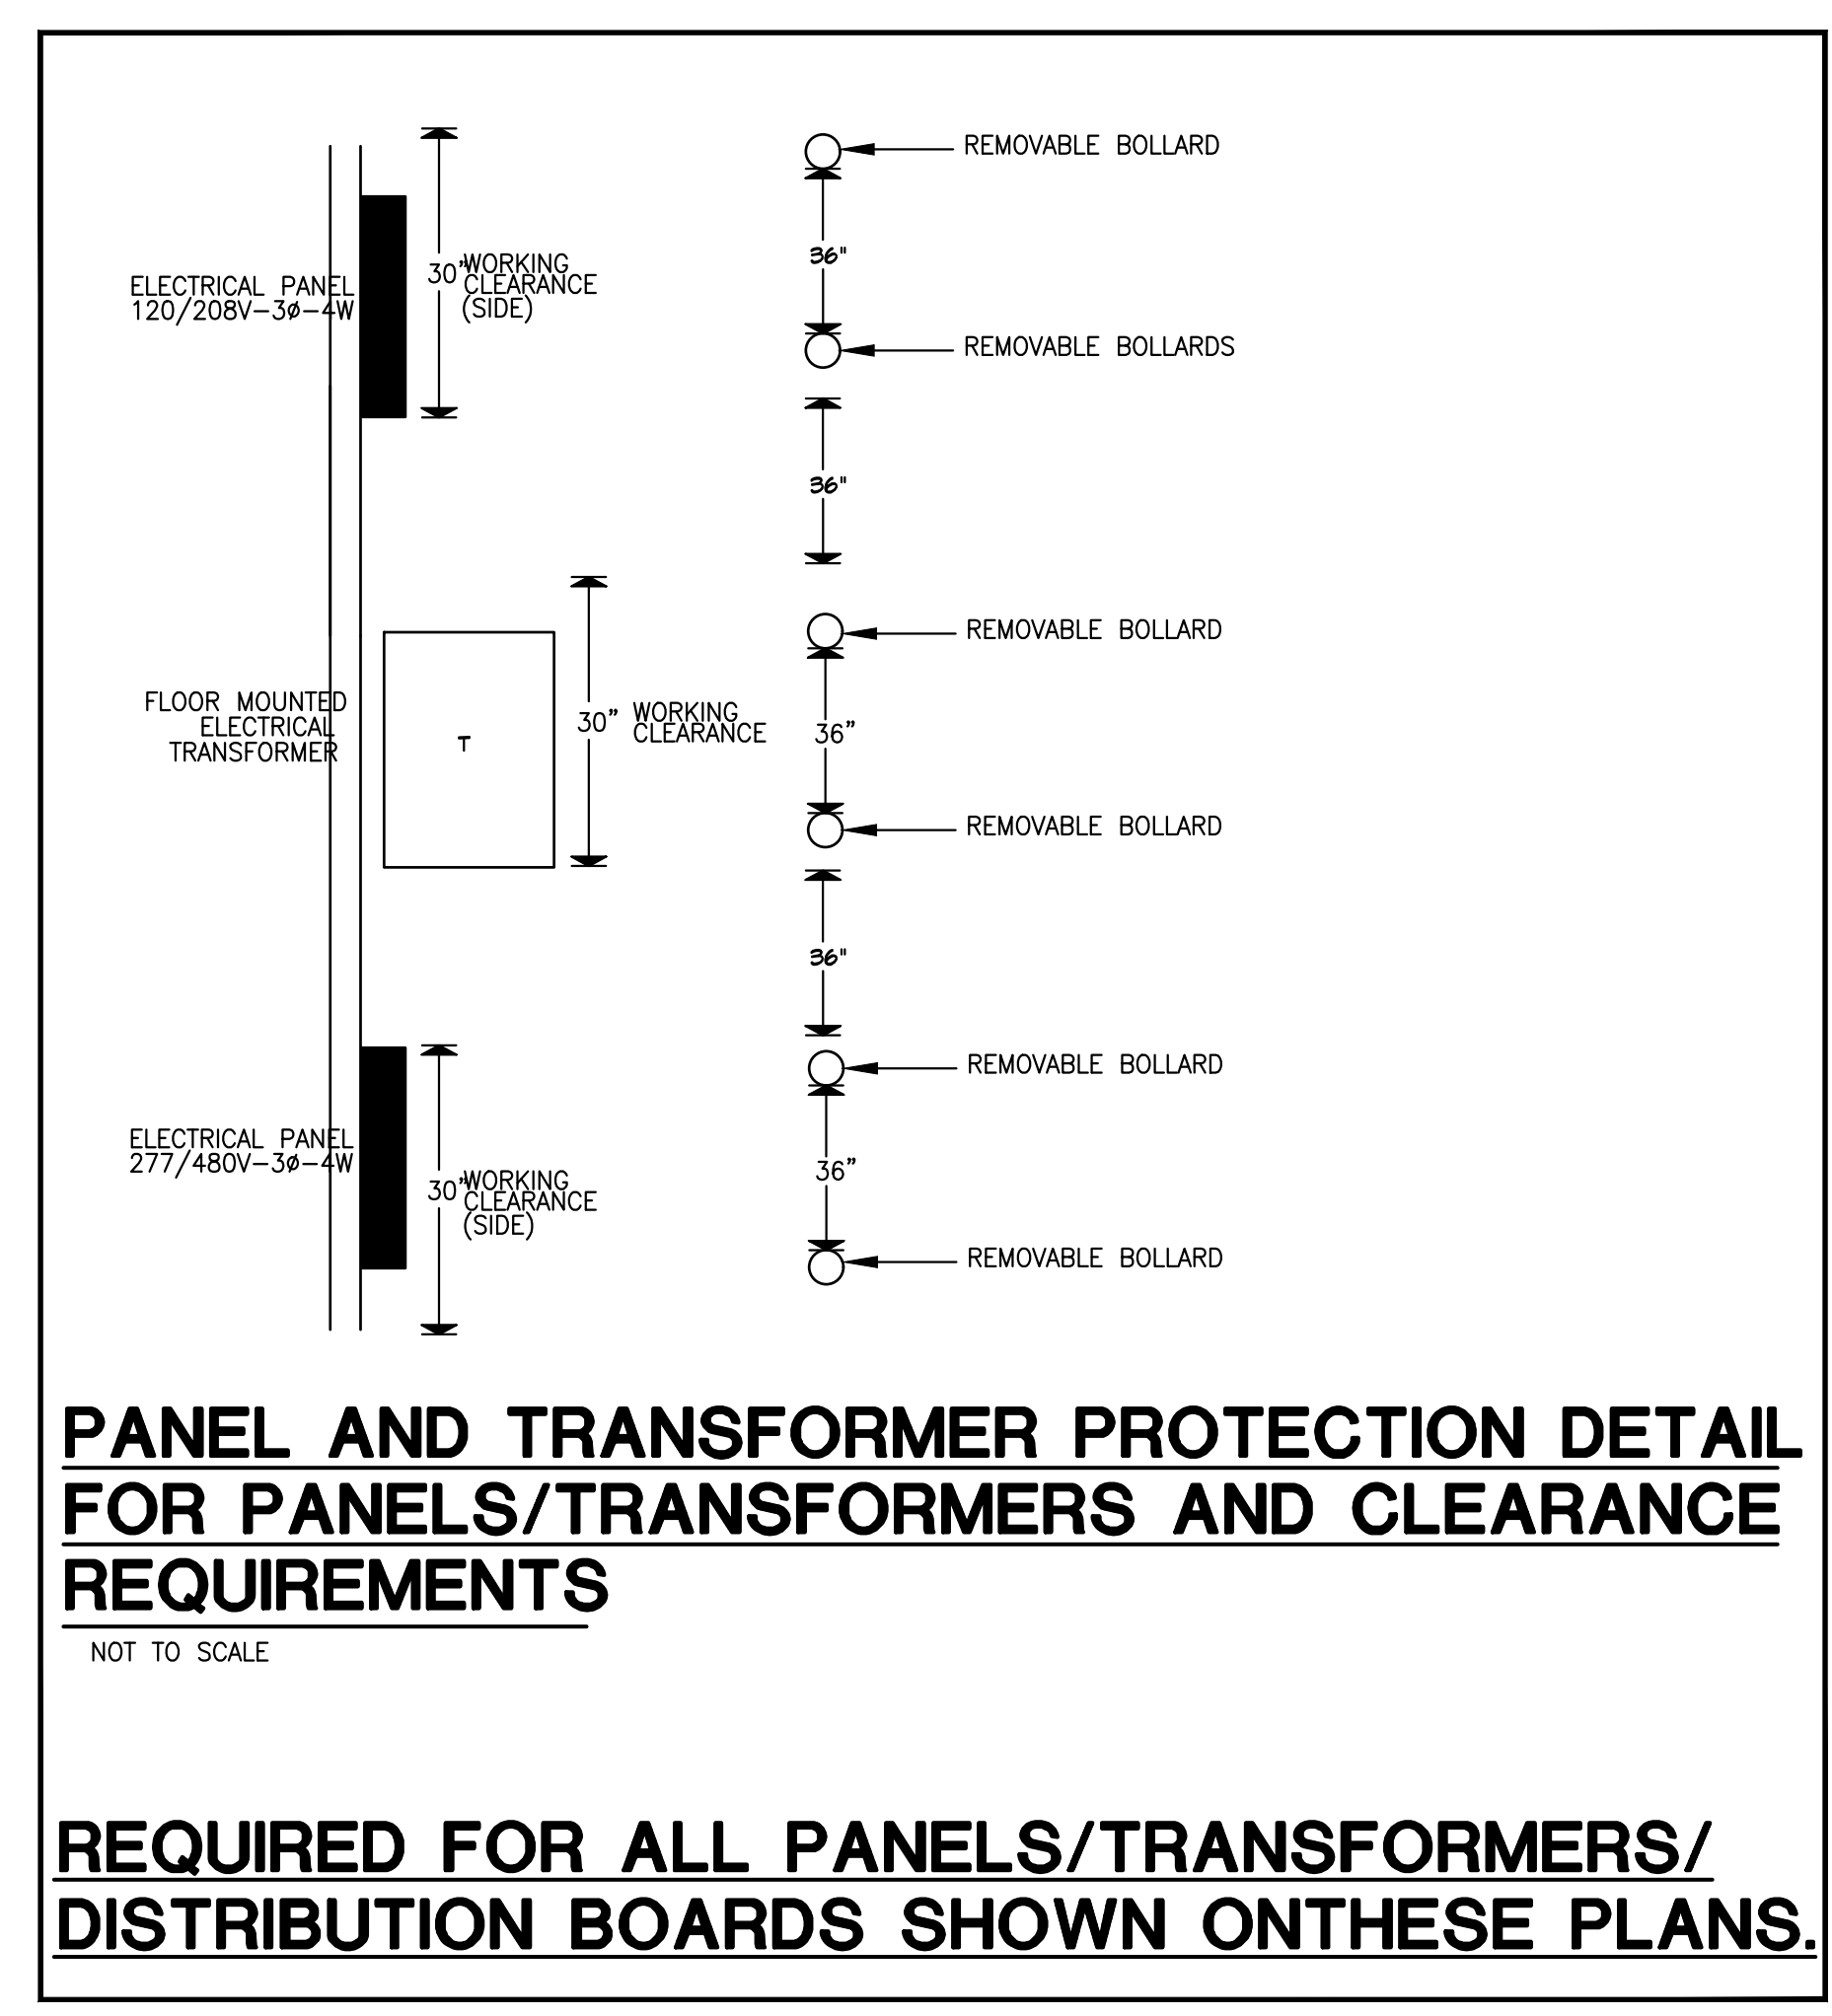 REMOVABLE BOLLARD
36"
ELECTRICAL PANEL
120/208V-3ø-4W
30"
WORKING
CLEARANCE
(SIDE)
REMOVABLE BOLLARDS
36"
REMOVABLE BOLLARD
FLOOR MOUNTED
ELECTRICAL
TRANSFORMER
T
30"
WORKING
CLEARANCE
36"
REMOVABLE BOLLARD
36"
REMOVABLE BOLLARD
ELECTRICAL PANEL
277/480V-3ø-4W
30"
WORKING
CLEARANCE
(SIDE)
36"
REMOVABLE BOLLARD
PANEL AND TRANSFORMER PROTECTION DETAIL
FOR PANELS/TRANSFORMERS AND CLEARANCE
REQUIREMENTS
NOT TO SCALE
REQUIRED FOR ALL PANELS/TRANSFORMERS/
DISTRIBUTION BOARDS SHOWN ONTHESE PLANS.